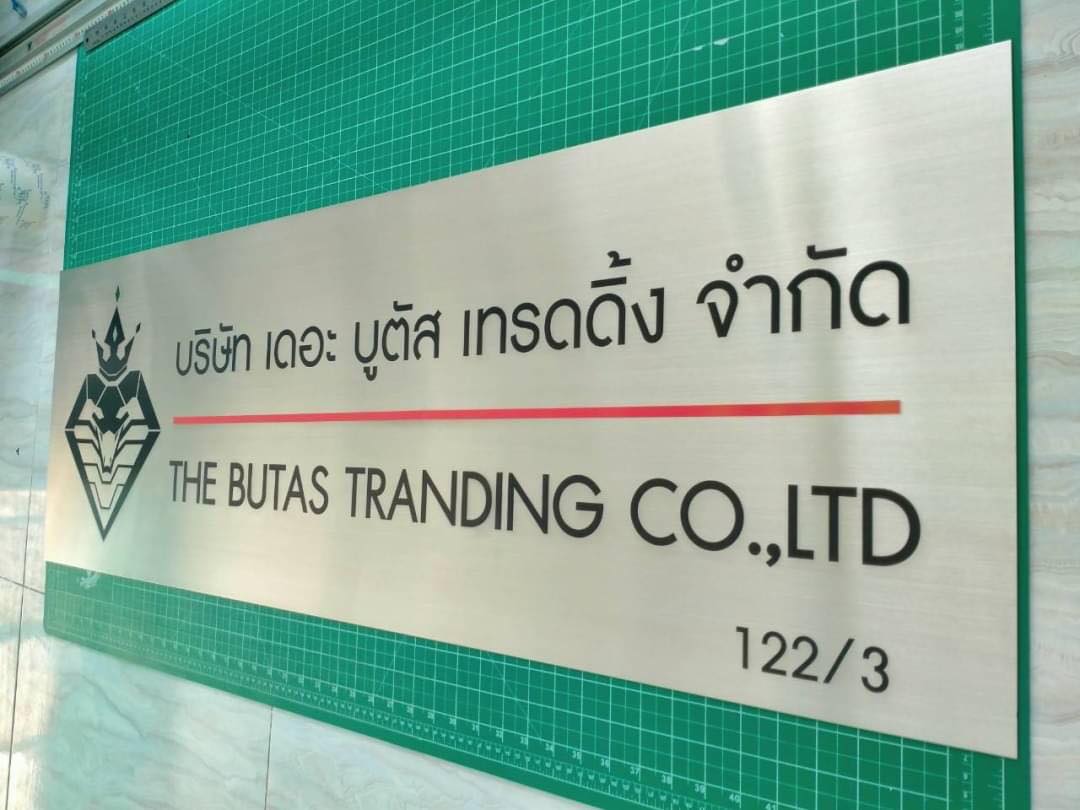 บริษัท เดอะ บูตัส เทรดดิ้ง จำกัด
THE BUTAS TRANDING CO.,LTD
122/3